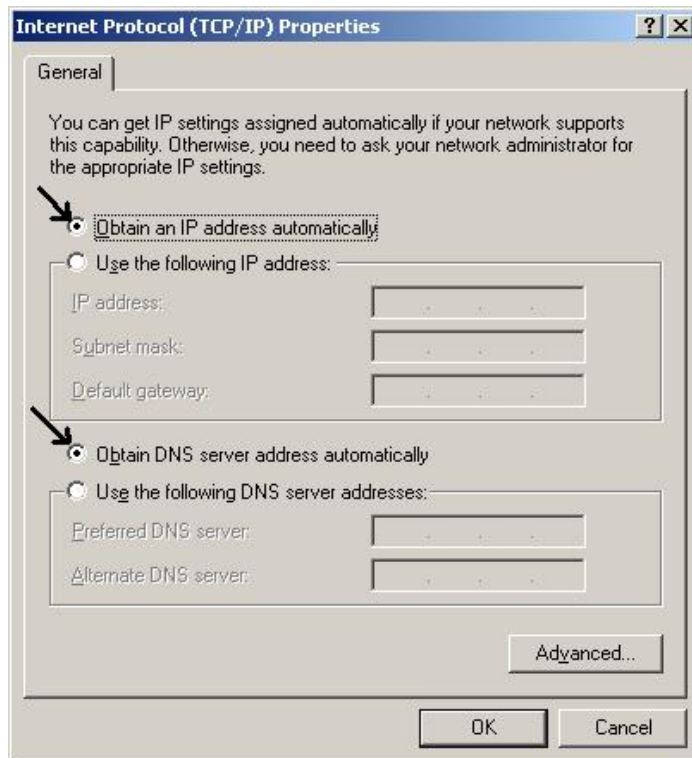 Internet Protocol (TCP/IP) Properties
General
You can get IP settings assigned automatically if your network supports
this capability. Otherwise, you need to ask your network administrator for
the appropriate IP settings.
Obtain an IP address automatically
Use the following IP address:
IP address:
Subnet mask:
Default gateway:
Obtain DNS server address automatically
Use the following DNS server addresses:
Preferred DNS server:
Alternate DNS server:
Advanced...
OK Cancel